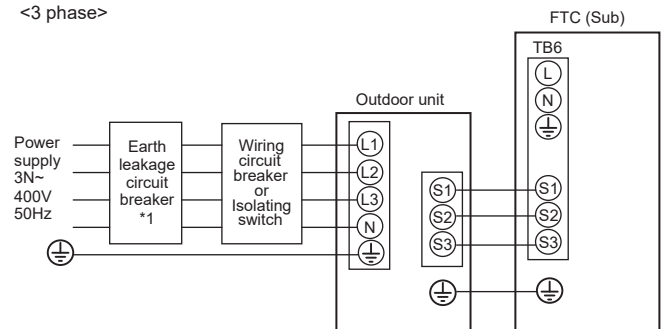 <3 phase>
FTC (Sub)
TB6
L
N
Outdoor unit
Power
supply
3N~
400V
50Hz
Earth
leakage
circuit
breaker
*1
Wiring
circuit
breaker
or
Isolating
switch
L1
L2
L3
N
S1
S2
S3
S1
S2
S3